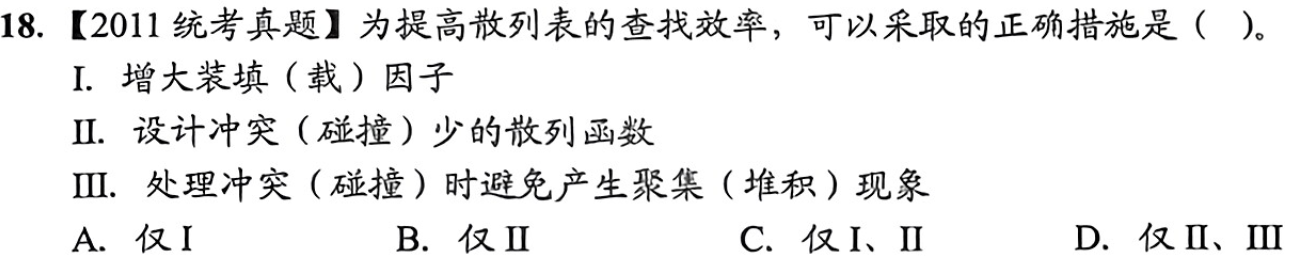 18. 【2011 统考真题】为提高散列表的查找效率，可以采取的正确措施是（ ）。
I. 增大装填（载）因子
II. 设计冲突（碰撞）少的散列函数
III. 处理冲突（碰撞）时避免产生聚集（堆积）现象
A. 仅 I B. 仅 II C. 仅 I、II D. 仅 II、III